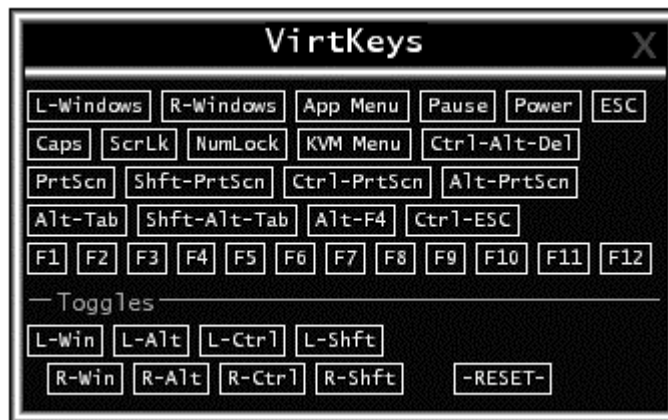 VirtKeys X
L-Windows R-Windows App Menu Pause Power ESC
Caps ScrLk NumLock KVM Menu Ctrl-Alt-Del
PrtScn Shft-PrtScn Ctrl-PrtScn Alt-PrtScn
Alt-Tab Shft-Alt-Tab Alt-F4 Ctrl-ESC
F1 F2 F3 F4 F5 F6 F7 F8 F9 F10 F11 F12
Toggles
L-Win L-Alt L-Ctrl L-Shft
R-Win R-Alt R-Ctrl R-Shft -RESET-